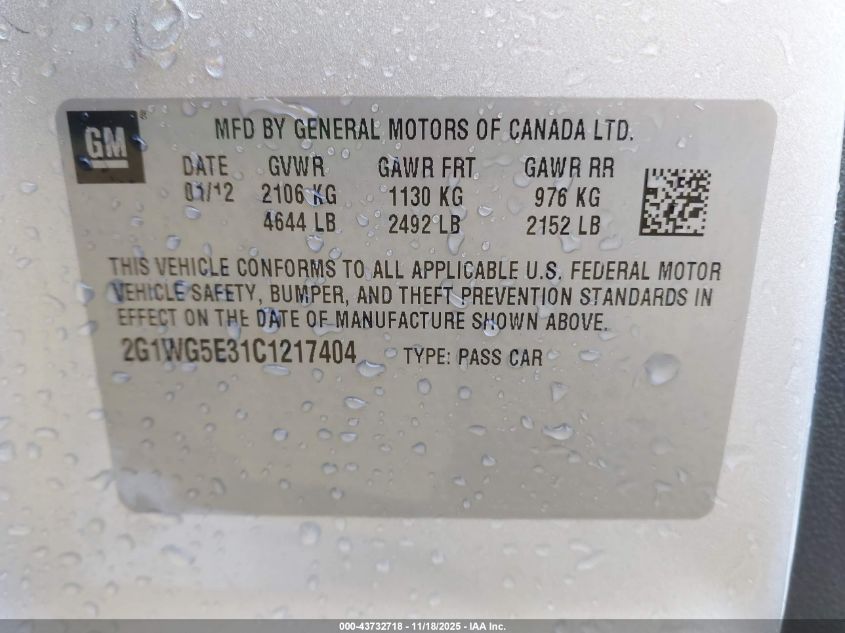 GM ®
MFD BY GENERAL MOTORS OF CANADA LTD.
DATE GVWR GAWR FRT GAWR RR
01/12 2106 KG 1130 KG 976 KG
4644 LB 2492 LB 2152 LB
THIS VEHICLE CONFORMS TO ALL APPLICABLE U.S. FEDERAL MOTOR
VEHICLE SAFETY, BUMPER, AND THEFT PREVENTION STANDARDS IN
EFFECT ON THE DATE OF MANUFACTURE SHOWN ABOVE.
2G1WG5E31C1217404 TYPE: PASS CAR
000-43732718 - 11/18/2025 - IAA Inc.